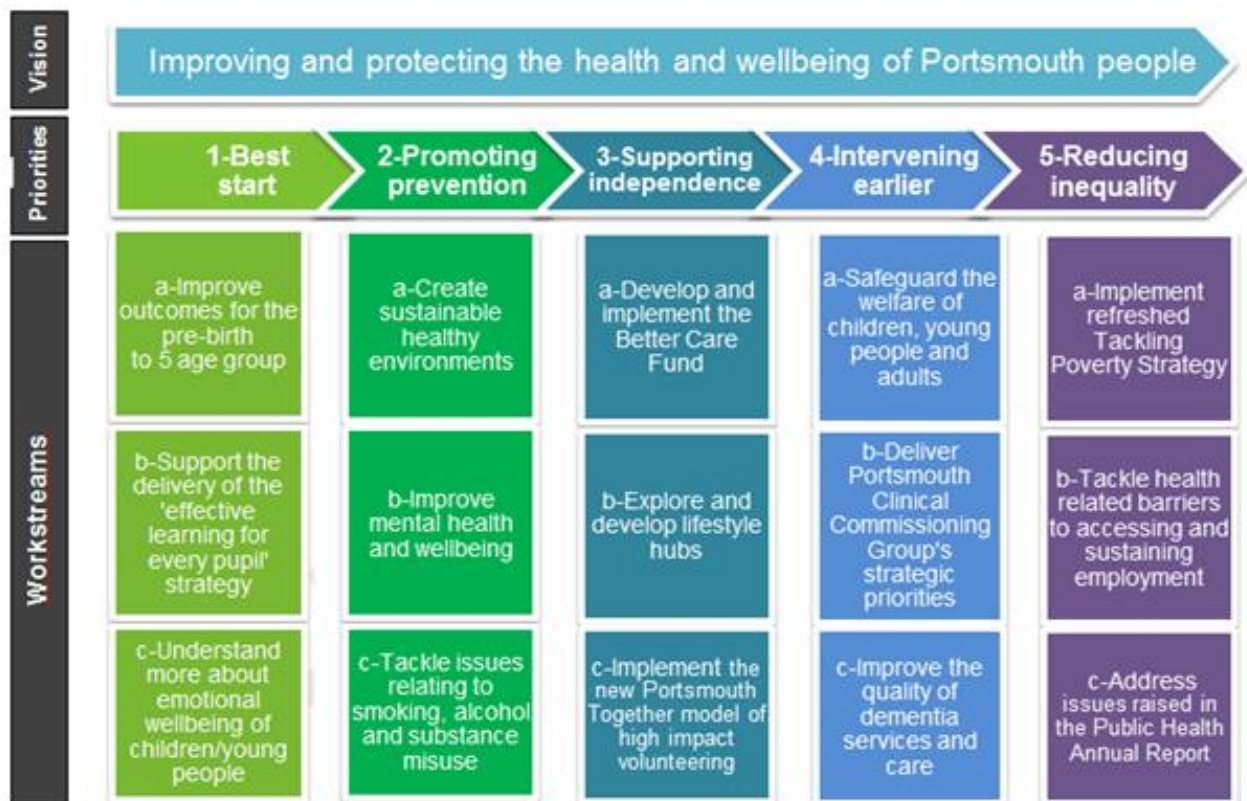 Vision
Improving and protecting the health and wellbeing of Portsmouth people
Priorities
1-Best
start
2-Promoting
prevention
3-Supporting
independence
4-Intervening
earlier
5-Reducing
inequality
Workstreams
a-Improve
outcomes for the
pre-birth
to 5 age group
a-Create
sustainable
healthy
environments
a-Develop and
implement the
Better Care
Fund
a-Safeguard the
welfare of
children, young
people and
adults
a-Implement
refreshed
Tackling
Poverty Strategy
b-Support the
delivery of the
'effective
learning for
every pupil'
strategy
b-Improve
mental health
and wellbeing
b-Explore and
develop lifestyle
hubs
b-Deliver
Portsmouth
Clinical
Commissioning
Group's
strategic
priorities
b-Tackle health
related barriers
to accessing and
sustaining
employment
c-Understand
more about
emotional
wellbeing of
children/young
people
c-Tackle issues
relating to
smoking, alcohol
and substance
misuse
c-Implement the
new Portsmouth
Together model of
high impact
volunteering
c-Improve the
quality of
dementia
services and
care
c-Address
issues raised in
the Public Health
Annual Report